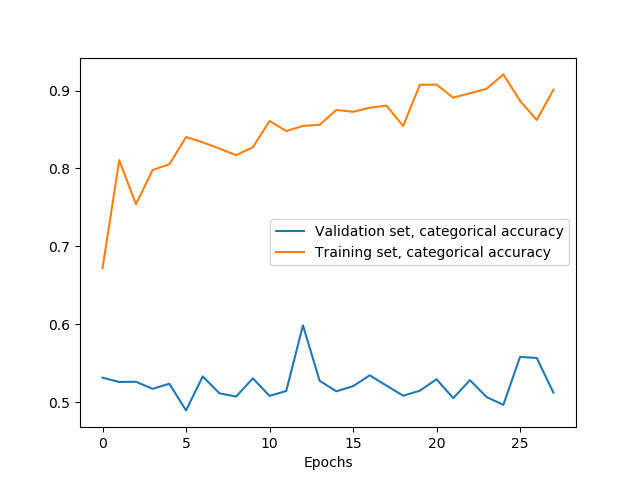 0.9
0.8
0.7
0.6
0.5
Validation set, categorical accuracy
Training set, categorical accuracy
0 5 10 15 20 25
Epochs